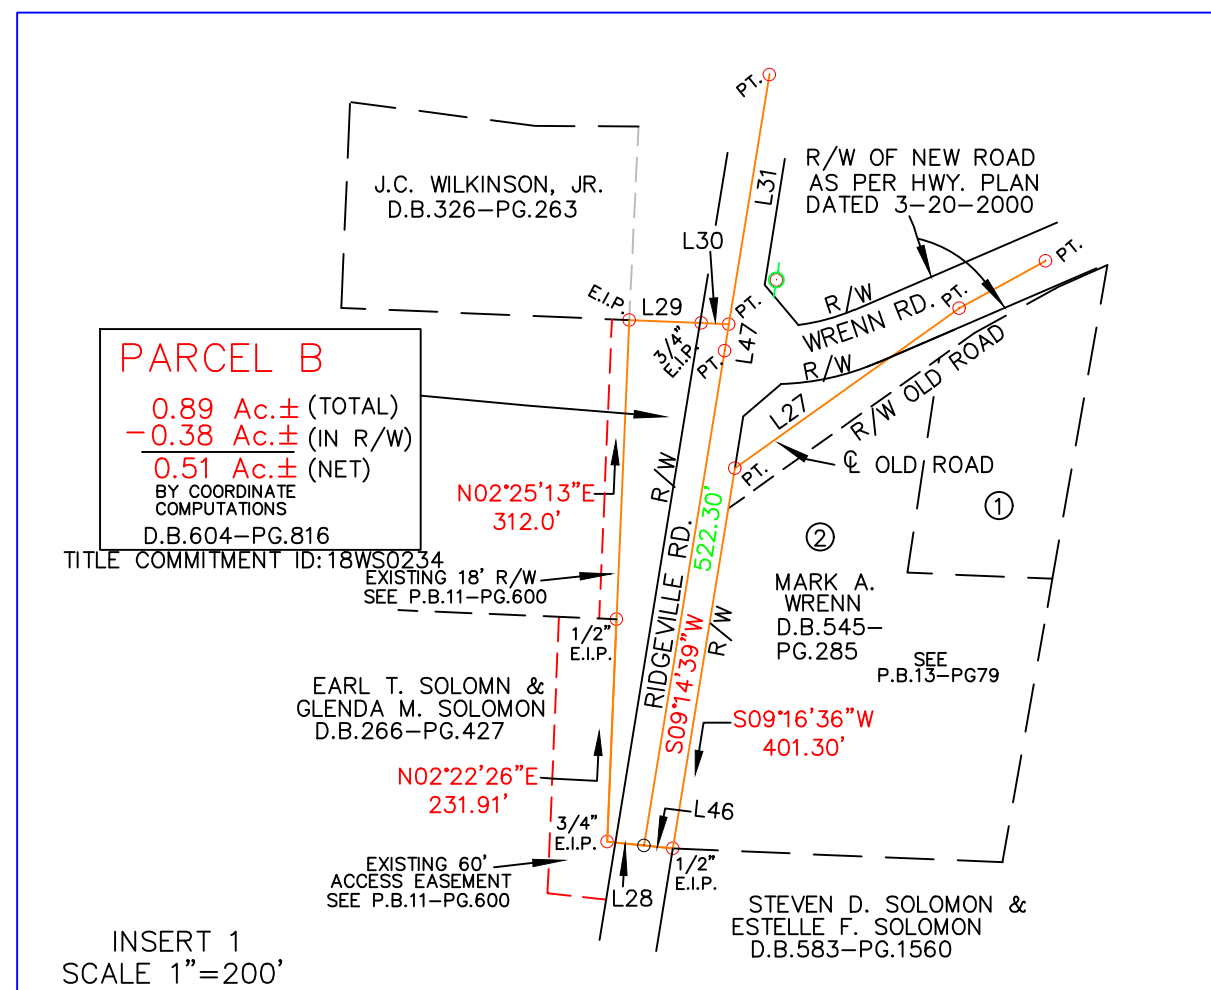 PT.
R/W OF NEW ROAD
AS PER HWY. PLAN
DATED 3-20-2000
J.C. WILKINSON, JR.
D.B.326-PG.263
L31
L30
PT.
E.I.P.
L29
R/W
PT.
PT.
WRENN RD.
3/4"
E.I.P.
L47
PT.
R/W
R/W OLD ROAD
L27
PARCEL B
0.89 Ac.± (TOTAL)
-0.38 Ac.± (IN R/W)
0.51 Ac.± (NET)
BY COORDINATE
COMPUTATIONS
D.B.604-PG.816
TITLE COMMITMENT ID:18WS0234
N02°25'13"E
312.0'
R/W
PT.
℄ OLD ROAD
1
2
522.30'
RIDGEVILLE RD.
S09°14'39"W
R/W
EXISTING 18' R/W
SEE P.B.11-PG.600
MARK A.
WRENN
D.B.545-
PG.285
SEE
P.B.13-PG79
1/2"
E.I.P.
EARL T. SOLOMN &
GLENDA M. SOLOMON
D.B.266-PG.427
S09°16'36"W
401.30'
N02°22'26"E
231.91'
L46
3/4"
E.I.P.
1/2"
E.I.P.
EXISTING 60'
ACCESS EASEMENT
SEE P.B.11-PG.600
L28
STEVEN D. SOLOMON &
ESTELLE F. SOLOMON
D.B.583-PG.1560
INSERT 1
SCALE 1"=200'